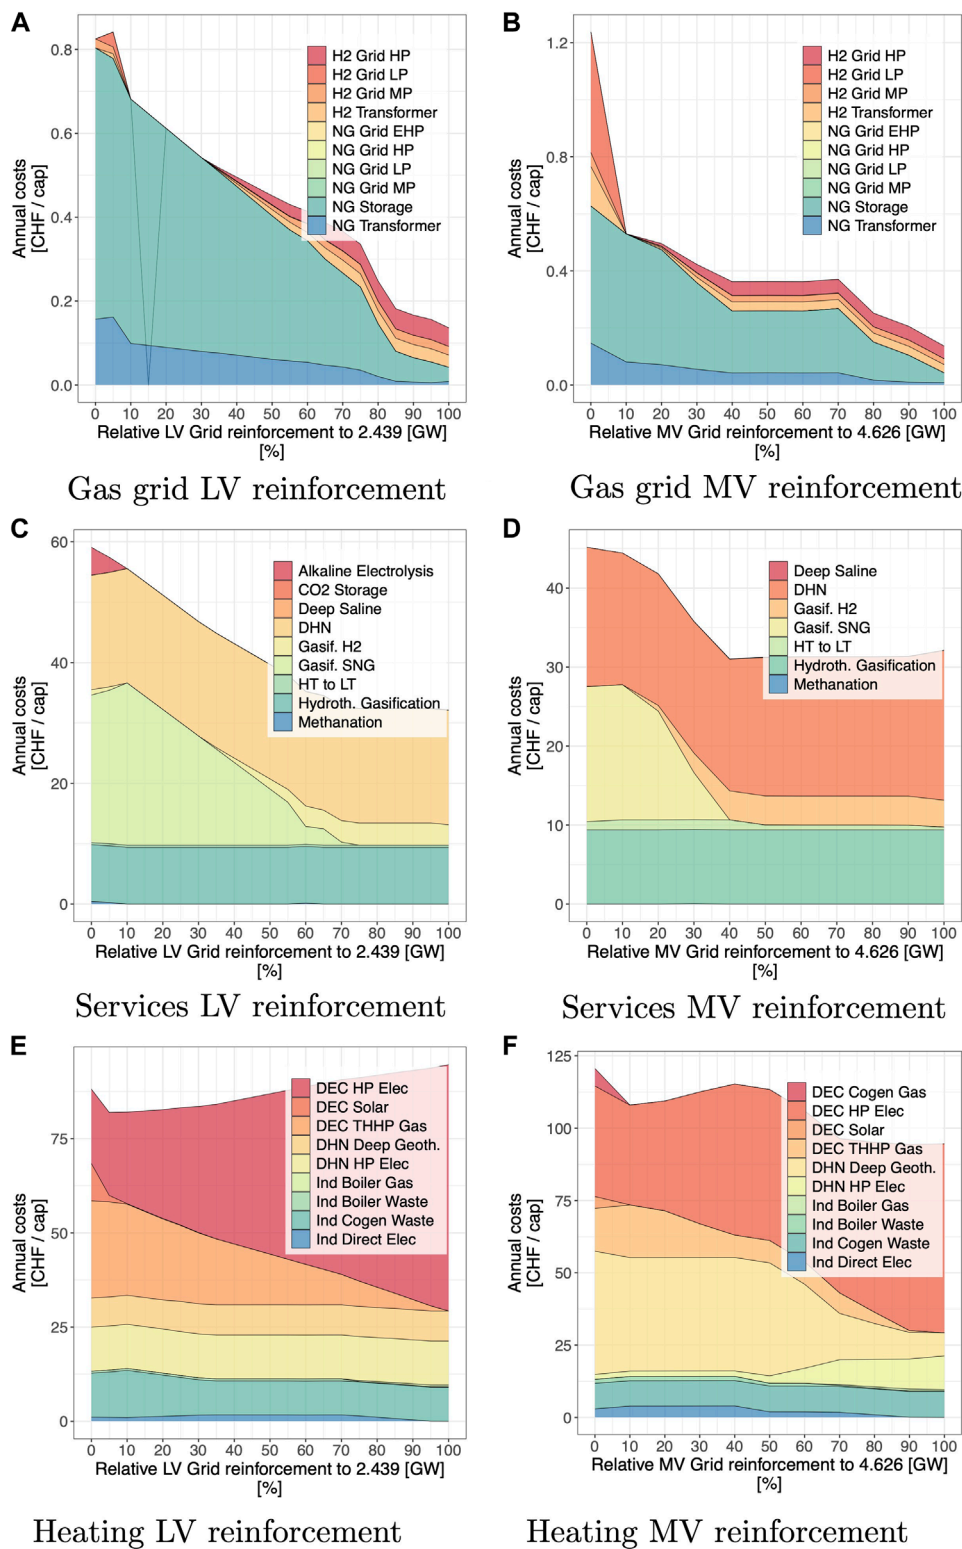 A
Annual costs
[CHF / cap]
0.8
0.6
0.4
0.2
0.0
H2 Grid HP
H2 Grid LP
H2 Grid MP
H2 Transformer
NG Grid EHP
NG Grid HP
NG Grid LP
NG Grid MP
NG Storage
NG Transformer
0 10 20 30 40 50 60 70 80 90 100
Relative LV Grid reinforcement to 2.439 [GW]
[%]
Gas grid LV reinforcement
B
Annual costs
[CHF / cap]
1.2
0.8
0.4
0.0
H2 Grid HP
H2 Grid LP
H2 Grid MP
H2 Transformer
NG Grid EHP
NG Grid HP
NG Grid LP
NG Grid MP
NG Storage
NG Transformer
0 10 20 30 40 50 60 70 80 90 100
Relative MV Grid reinforcement to 4.626 [GW]
[%]
Gas grid MV reinforcement
C
Annual costs
[CHF / cap]
60
40
20
0
Alkaline Electrolysis
CO2 Storage
Deep Saline
DHN
Gasif. H2
Gasif. SNG
HT to LT
Hydroth. Gasification
Methanation
0 10 20 30 40 50 60 70 80 90 100
Relative LV Grid reinforcement to 2.439 [GW]
[%]
Services LV reinforcement
D
Annual costs
[CHF / cap]
40
30
20
10
0
Deep Saline
DHN
Gasif. H2
Gasif. SNG
HT to LT
Hydroth. Gasification
Methanation
0 10 20 30 40 50 60 70 80 90 100
Relative MV Grid reinforcement to 4.626 [GW]
[%]
Services MV reinforcement
E
Annual costs
[CHF / cap]
75
50
25
0
DEC HP Elec
DEC Solar
DEC THHP Gas
DHN Deep Geoth.
DHN HP Elec
Ind Boiler Gas
Ind Boiler Waste
Ind Cogen Waste
Ind Direct Elec
0 10 20 30 40 50 60 70 80 90 100
Relative LV Grid reinforcement to 2.439 [GW]
[%]
Heating LV reinforcement
F
Annual costs
[CHF / cap]
125
100
75
50
25
0
DEC Cogen Gas
DEC HP Elec
DEC Solar
DEC THHP Gas
DHN Deep Geoth.
DHN HP Elec
Ind Boiler Gas
Ind Boiler Waste
Ind Cogen Waste
Ind Direct Elec
0 10 20 30 40 50 60 70 80 90 100
Relative MV Grid reinforcement to 4.626 [GW]
[%]
Heating MV reinforcement